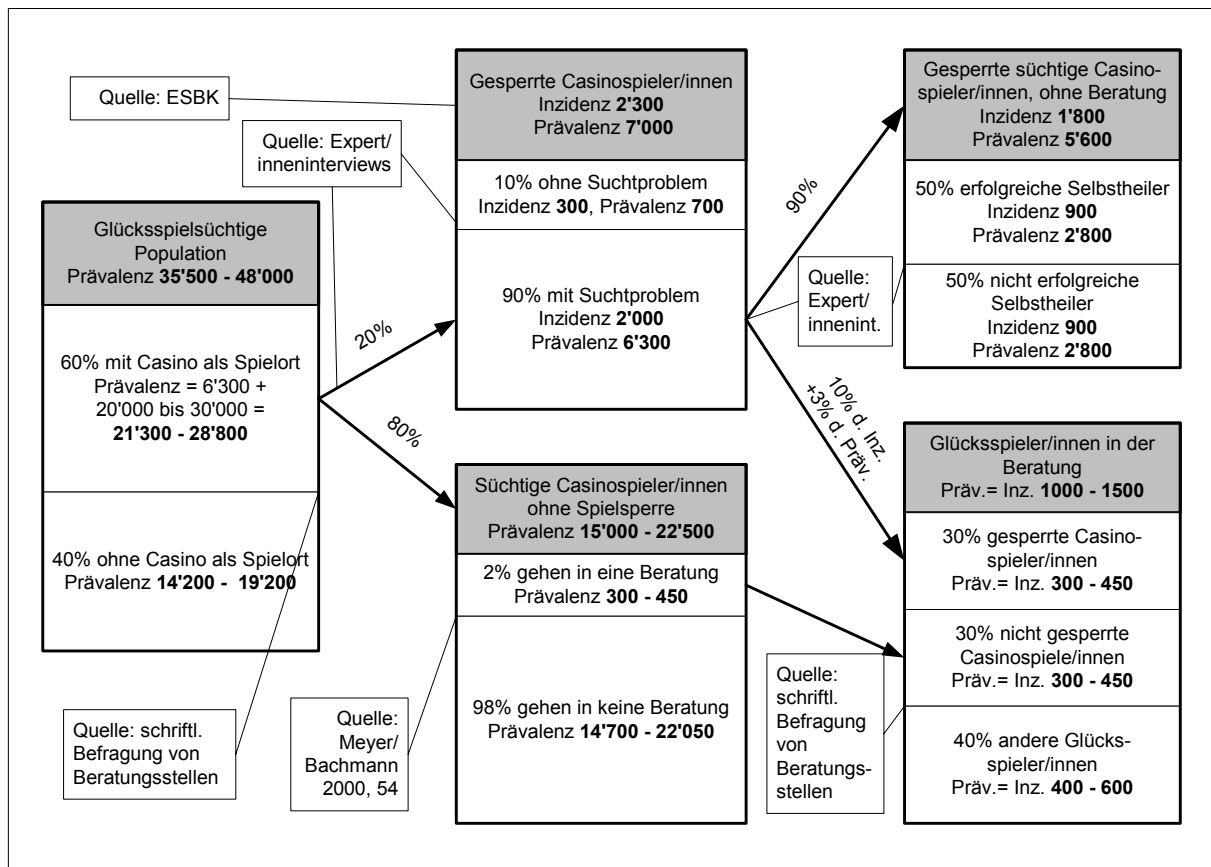 Quelle: ESBK
Quelle: Expert/
inneninterviews
Glücksspielsüchtige
Population
Prävalenz 35'500 - 48'000
60% mit Casino als Spielort
Prävalenz = 6'300 +
20'000 bis 30'000 =
21'300 - 28'800
40% ohne Casino als Spielort
Prävalenz 14'200 - 19'200
Quelle: schriftl.
Befragung von
Beratungsstellen
20%
80%
Gesperrte Casinospieler/innen
Inzidenz 2'300
Prävalenz 7'000
10% ohne Suchtproblem
Inzidenz 300, Prävalenz 700
90% mit Suchtproblem
Inzidenz 2'000
Prävalenz 6'300
Süchtige Casinospieler/innen
ohne Spielsperre
Prävalenz 15'000 - 22'500
2% gehen in eine Beratung
Prävalenz 300 - 450
98% gehen in keine Beratung
Prävalenz 14'700 - 22'050
Quelle:
Meyer/
Bachmann
2000, 54
90%
Quelle:
Expert/
innenint.
10% d. Inz.
+3% d. Präv.
Gesperrte süchtige Casino-
spieler/innen, ohne Beratung
Inzidenz 1'800
Prävalenz 5'600
50% erfolgreiche Selbstheiler
Inzidenz 900
Prävalenz 2'800
50% nicht erfolgreiche
Selbstheiler
Inzidenz 900
Prävalenz 2'800
Glücksspieler/innen in der
Beratung
Präv.= Inz. 1000 - 1500
30% gesperrte Casino-
spieler/innen
Präv.= Inz. 300 - 450
30% nicht gesperrte
Casinospiele/innen
Präv.= Inz. 300 - 450
40% andere Glücks-
spieler/innen
Präv.= Inz. 400 - 600
Quelle:
schriftl.
Befragung
von
Beratungs-
stellen